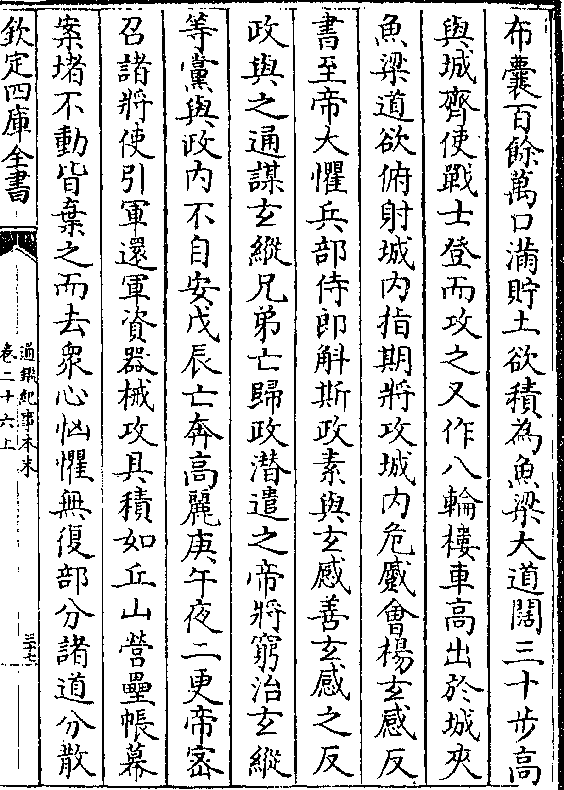 布囊百餘萬口滿貯土欲積為魚梁大道闊三十步高
與城齊使戰士登而攻之又作八輪樓車高出於城夾
魚梁道欲俯射城内指期將攻城内危蹙會楊玄感反
書至帝大懼兵部侍郎斛斯政素與玄感善玄感之反
政與之通謀玄縱兄弟亡歸政潛遣之帝將窮治玄縱
等黨與政内不自安戊辰亡奔高麗庚午夜二更帝密
召諸將使引軍還軍資器械攻具積如丘山營壘帳幕
案堵不動皆棄之而去衆心恟懼無復部分諸道分散
欽定四庫全書
通鑑紀事本末
卷二十六上
三十七